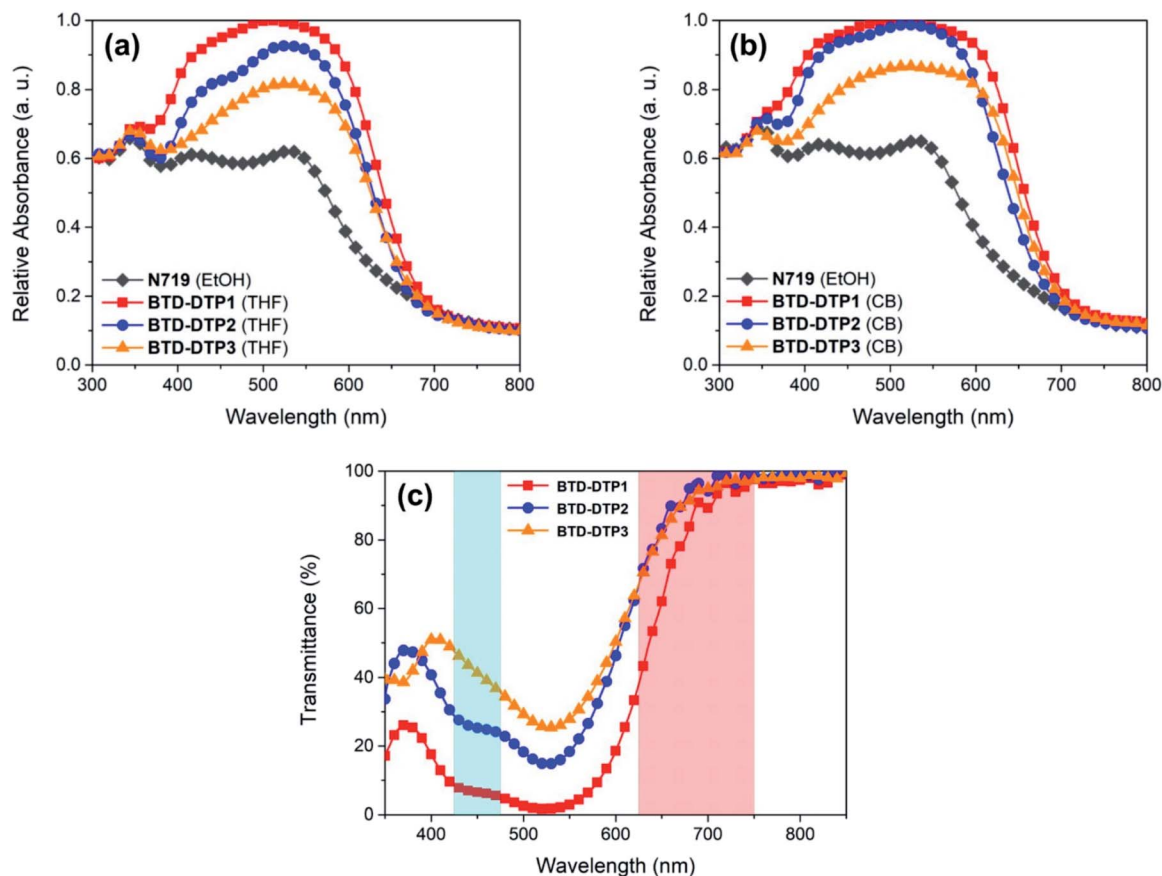 (a)
Relative Absorbance (a. u.)
1.0
0.8
0.6
0.4
0.2
0.0
N719 (EtOH)
BTD-DTP1 (THF)
BTD-DTP2 (THF)
BTD-DTP3 (THF)
300 400 500 600 700 800
Wavelength (nm)
(b)
Relative Absorbance (a. u.)
1.0
0.8
0.6
0.4
0.2
0.0
N719 (EtOH)
BTD-DTP1 (CB)
BTD-DTP2 (CB)
BTD-DTP3 (CB)
300 400 500 600 700 800
Wavelength (nm)
(c)
Transmittance (%)
100
80
60
40
20
0
BTD-DTP1
BTD-DTP2
BTD-DTP3
400 500 600 700 800
Wavelength (nm)